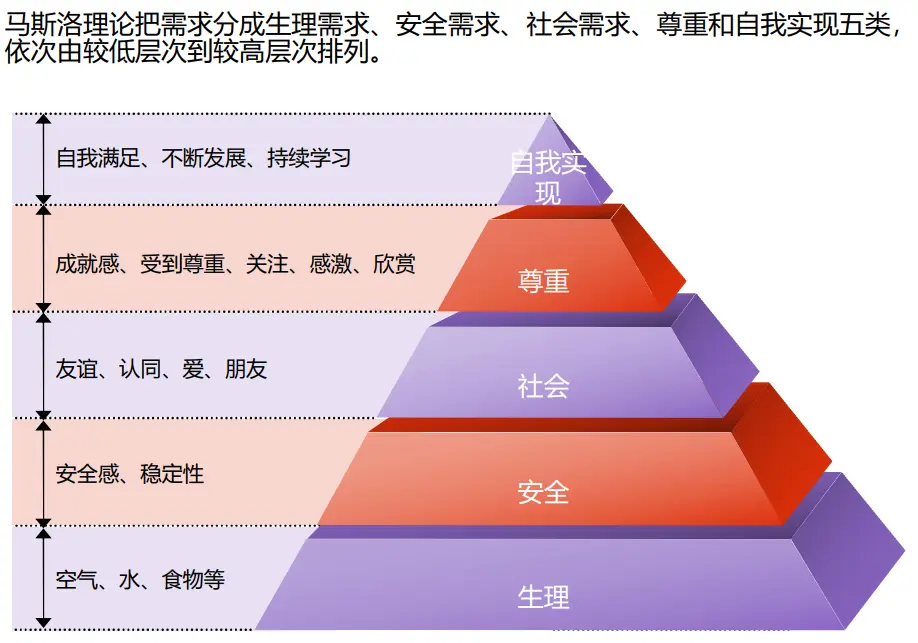 马斯洛理论把需求分成生理需求、安全需求、社会需求、尊重和自我实现五类，
依次由较低层次到较高层次排列。
自我满足、不断发展、持续学习
自我实
现
成就感、受到尊重、关注、感激、欣赏
尊重
友谊、认同、爱、朋友
社会
安全感、稳定性
安全
空气、水、食物等
生理